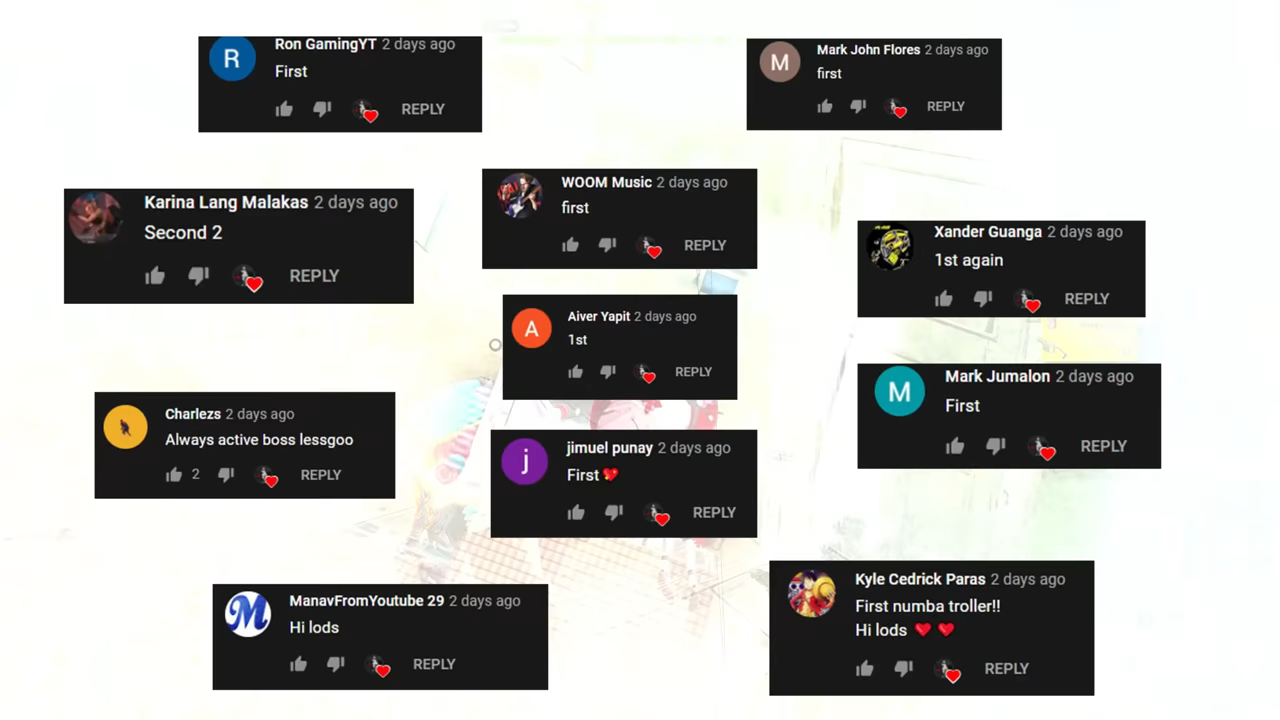 Ron GamingYT 2 days ago
First
REPLY
Mark John Flores 2 days ago
first
REPLY
Karina Lang Malakas 2 days ago
Second 2
REPLY
WOOM Music 2 days ago
first
REPLY
Xander Guanga 2 days ago
1st again
REPLY
A
Aiver Yapit 2 days ago
1st
REPLY
Charlezs 2 days ago
Always active boss lessgoo
2 REPLY
j
jimuel punay 2 days ago
First 💖
REPLY
M
Mark Jumalon 2 days ago
First
REPLY
M
ManavFromYoutube 29 2 days ago
Hi lods
REPLY
Kyle Cedrick Paras 2 days ago
First numba troller!!
Hi lods ❤️ ❤️
REPLY
R
M